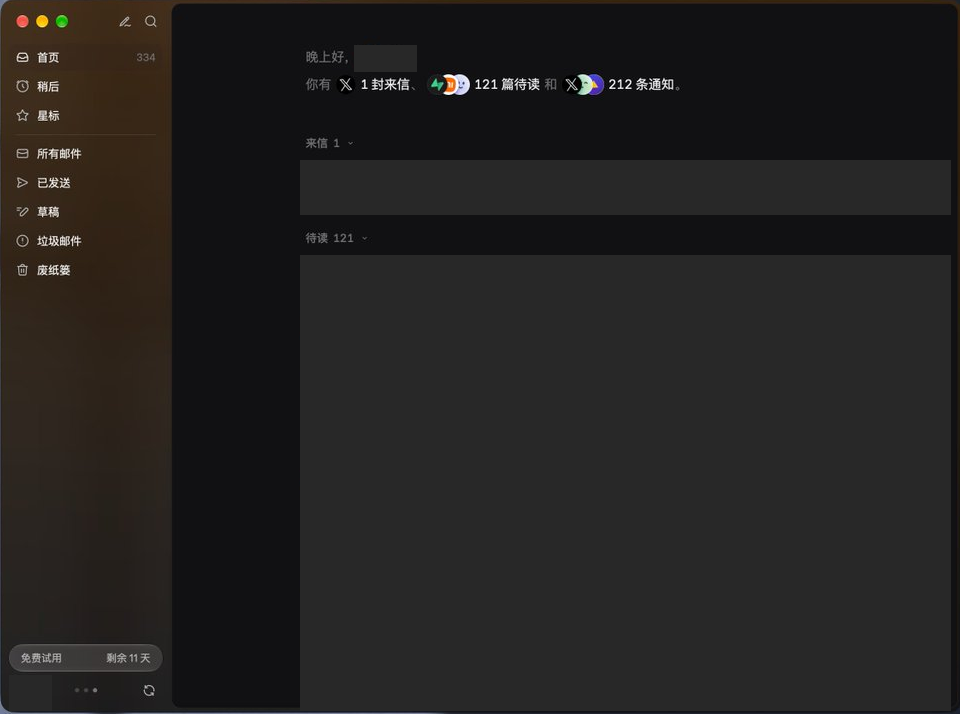 首页 334
稍后
星标
所有邮件
已发送
草稿
垃圾邮件
废纸篓
免费试用 剩余 11 天
晚上好,
你有 1 封来信、 121 篇待读 和 212 条通知。
来信 1
待读 121